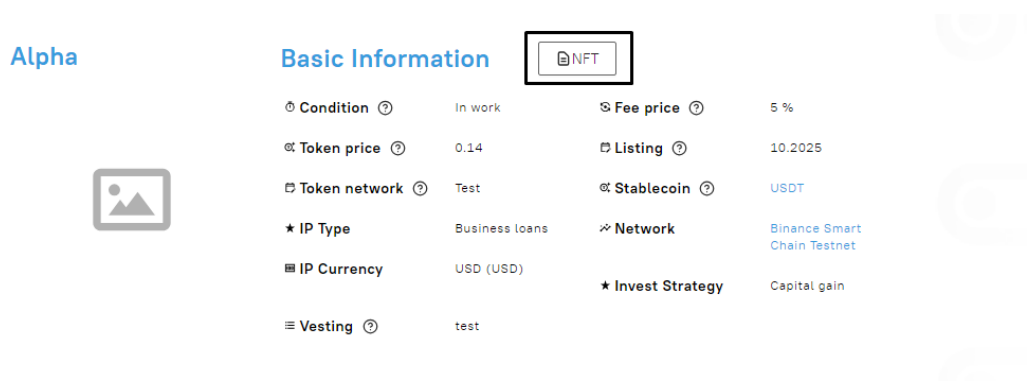 Alpha
Basic Information
NFT
Condition ?
In work
Fee price ?
5 %
Token price ?
0.14
Listing ?
10.2025
Token network ?
Test
Stablecoin ?
USDT
IP Type
Business loans
Network
Binance Smart
Chain Testnet
IP Currency
USD (USD)
Invest Strategy
Capital gain
Vesting ?
test